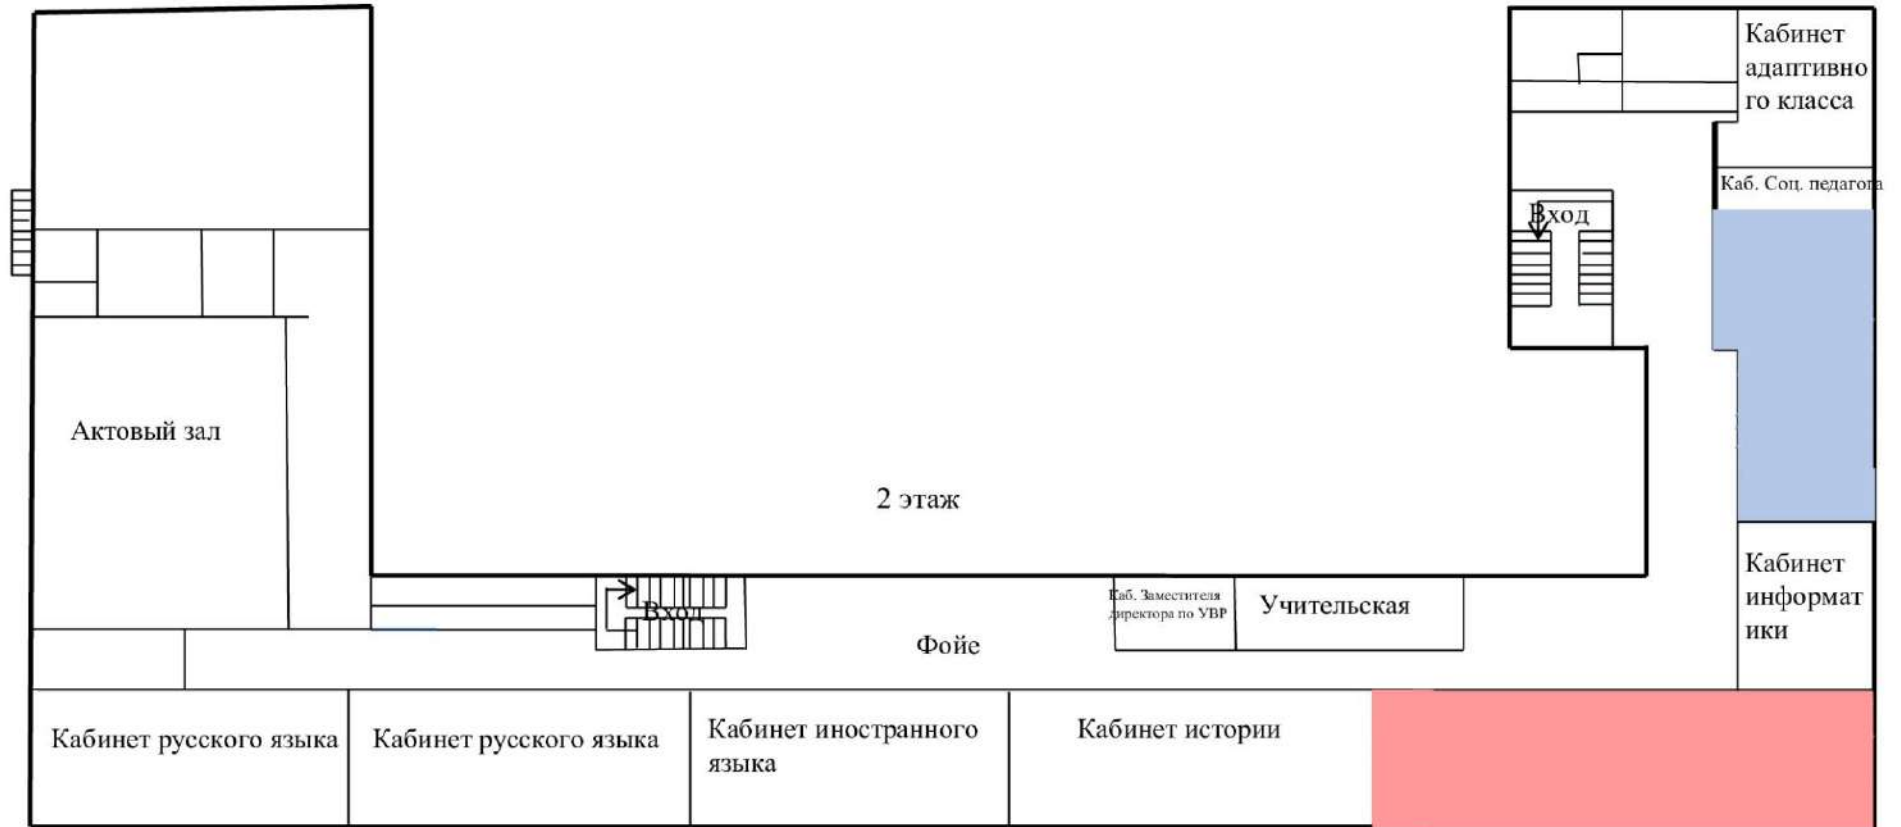 Кабинет
адаптивно
го класса
Каб. Соц. педагога
Вход
Актовый зал
2 этаж
Кабинет
информат
ики
Каб. Заместителя
директора по УВР
Учительская
Вход
Фойе
Кабинет русского языка
Кабинет русского языка
Кабинет иностранного
языка
Кабинет истории